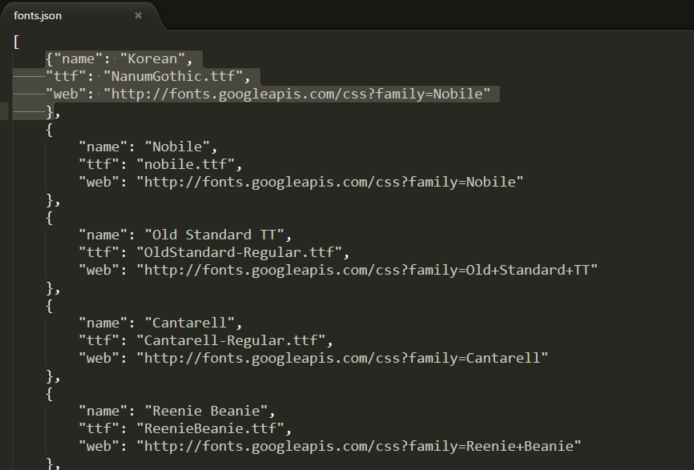 fonts.json ×
[
{"name": "Korean",
"ttf": "NanumGothic.ttf",
"web": "http://fonts.googleapis.com/css?family=Nobile"
},
{
"name": "Nobile",
"ttf": "nobile.ttf",
"web": "http://fonts.googleapis.com/css?family=Nobile"
},
{
"name": "Old Standard TT",
"ttf": "OldStandard-Regular.ttf",
"web": "http://fonts.googleapis.com/css?family=Old+Standard+TT"
},
{
"name": "Cantarell",
"ttf": "Cantarell-Regular.ttf",
"web": "http://fonts.googleapis.com/css?family=Cantarell"
},
{
"name": "Reenie Beanie",
"ttf": "ReenieBeanie.ttf",
"web": "http://fonts.googleapis.com/css?family=Reenie+Beanie"
},